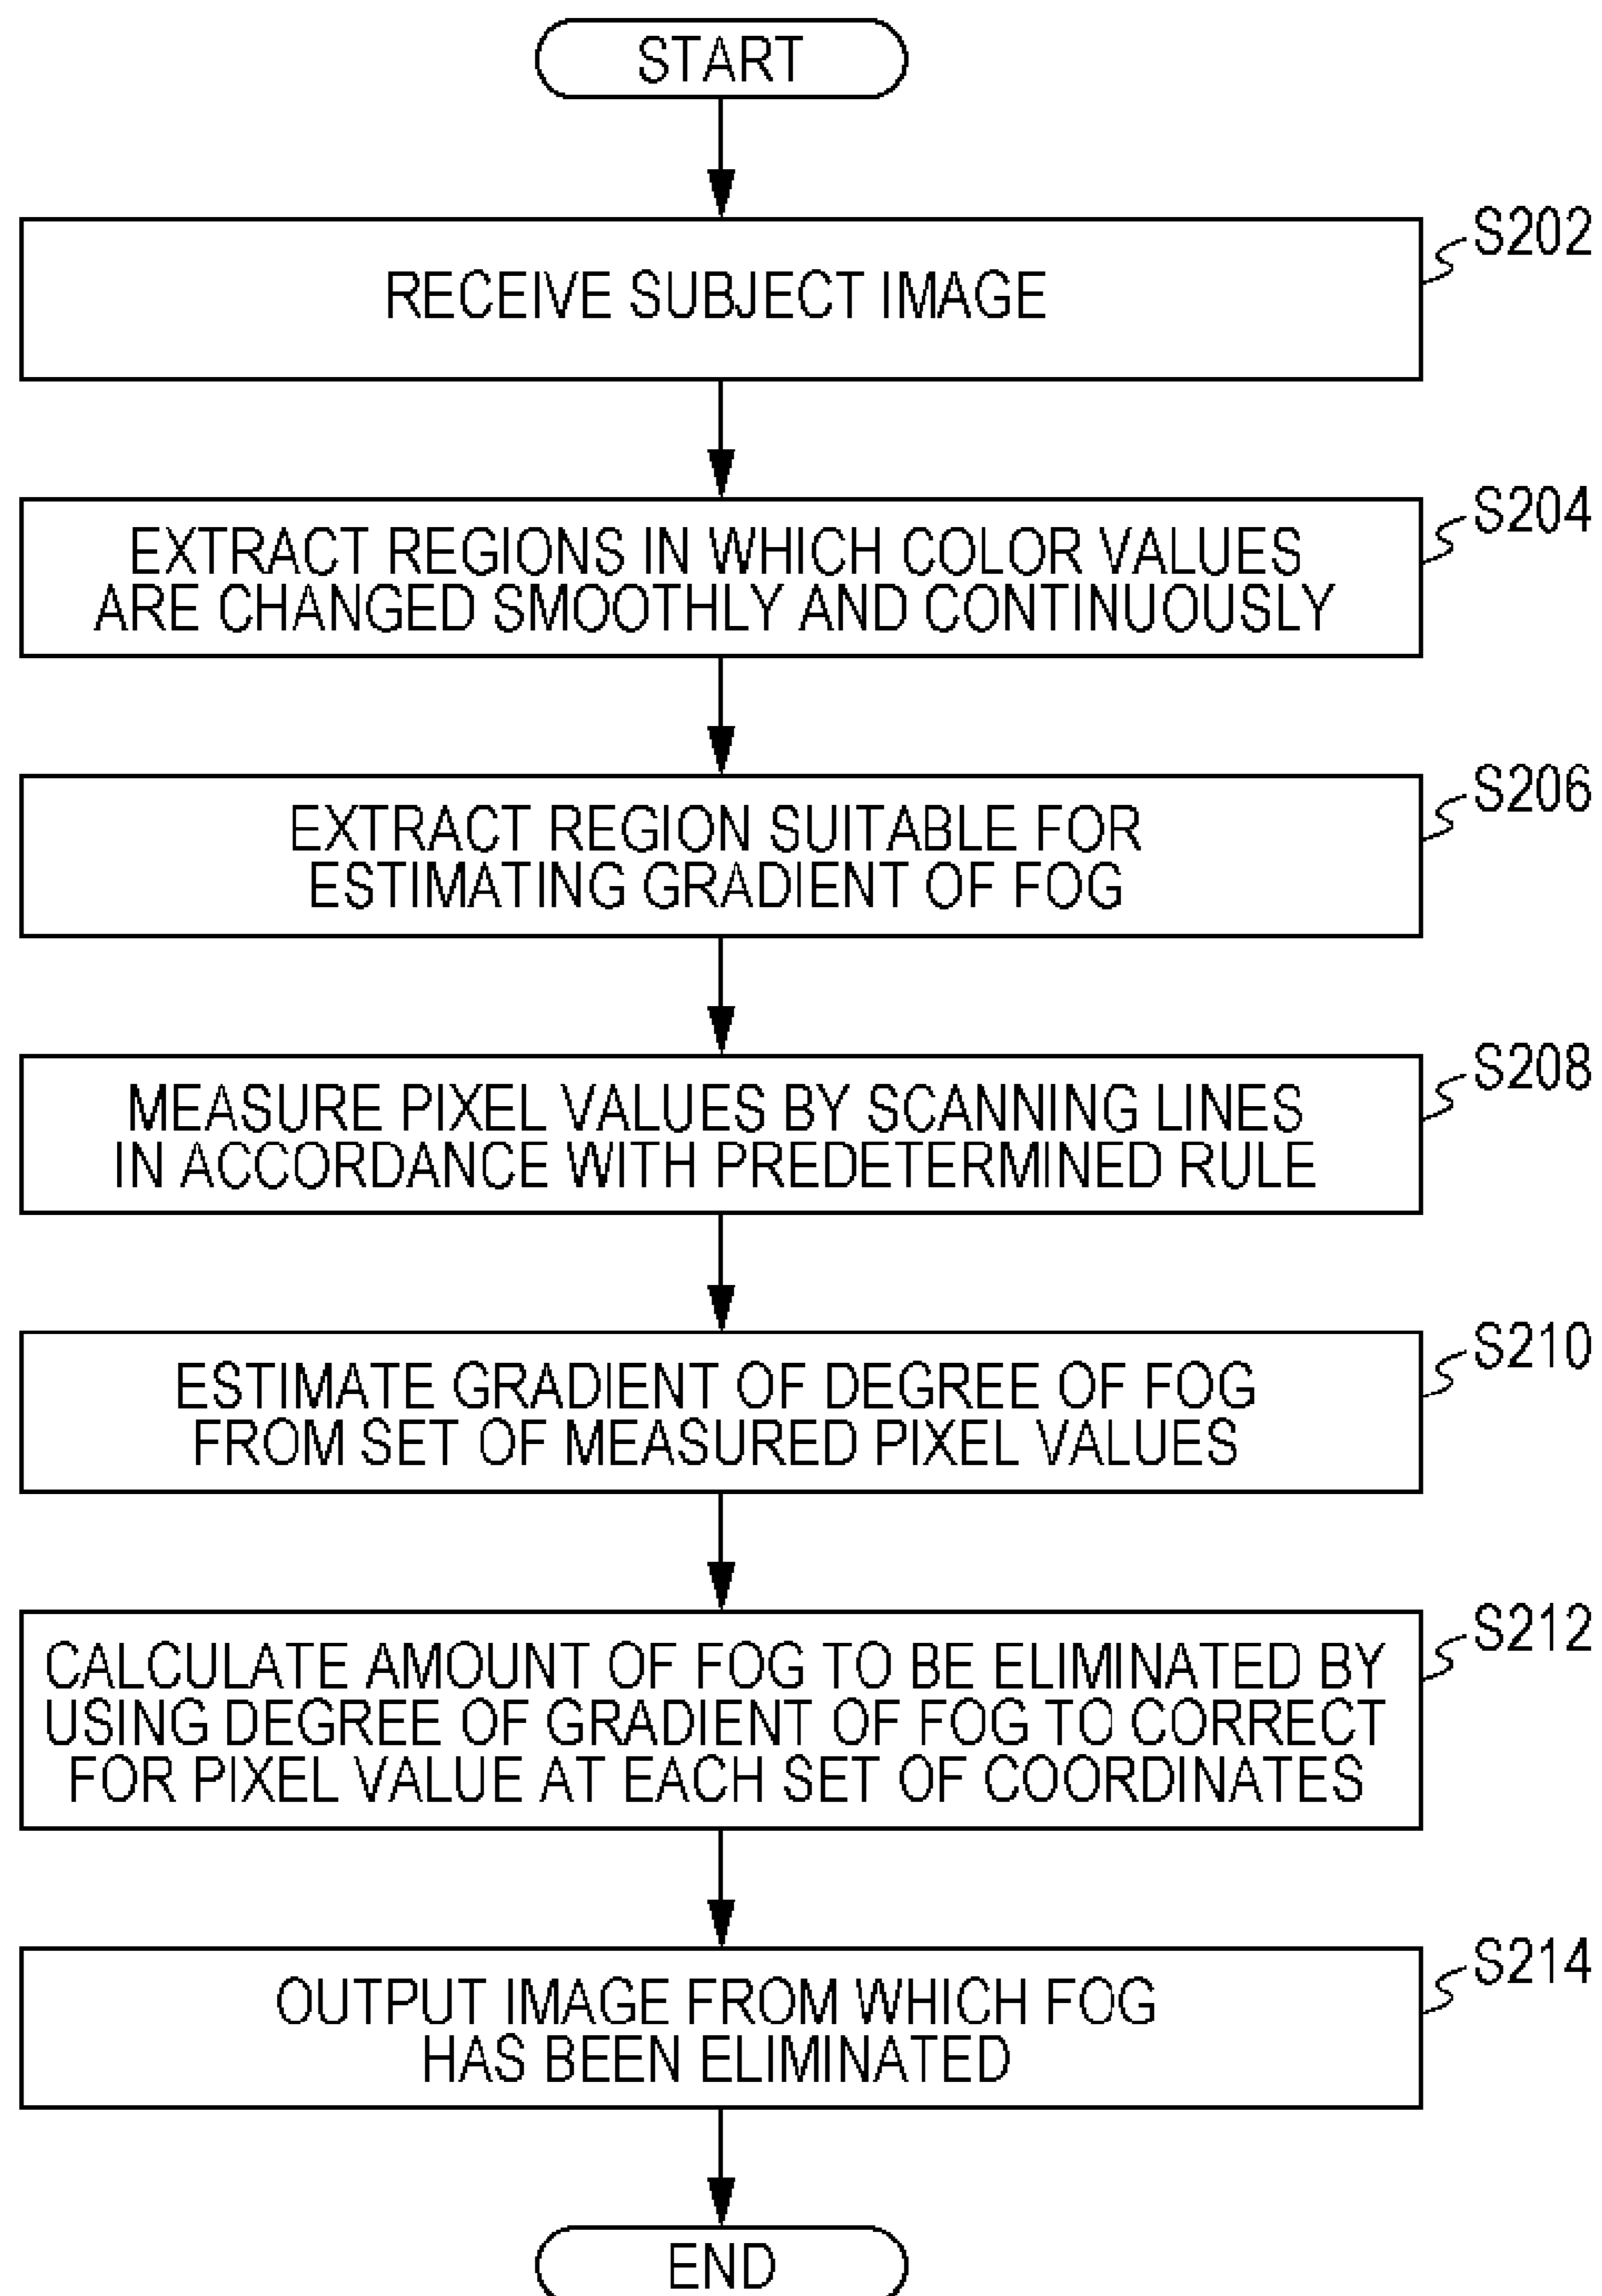 START
S202
RECEIVE SUBJECT IMAGE
S204
EXTRACT REGIONS IN WHICH COLOR VALUES
ARE CHANGED SMOOTHLY AND CONTINUOUSLY
S206
EXTRACT REGION SUITABLE FOR
ESTIMATING GRADIENT OF FOG
S208
MEASURE PIXEL VALUES BY SCANNING LINES
IN ACCORDANCE WITH PREDETERMINED RULE
S210
ESTIMATE GRADIENT OF DEGREE OF FOG
FROM SET OF MEASURED PIXEL VALUES
S212
CALCULATE AMOUNT OF FOG TO BE ELIMINATED BY
USING DEGREE OF GRADIENT OF FOG TO CORRECT
FOR PIXEL VALUE AT EACH SET OF COORDINATES
S214
OUTPUT IMAGE FROM WHICH FOG
HAS BEEN ELIMINATED
END